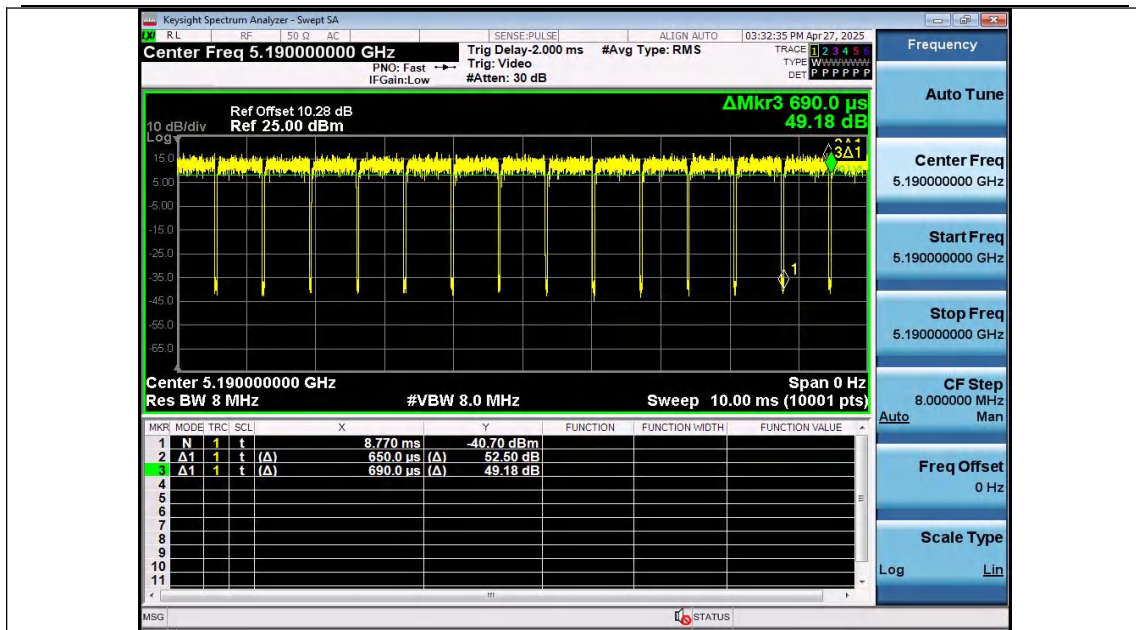 Keysight Spectrum Analyzer - Swept SA
LXI RL RF 50 Ω AC SENSE:PULSE ALIGN AUTO 03:32:35 PM Apr 27, 2025
Center Freq 5.190000000 GHz
PNO: Fast
IFGain:Low
Trig Delay-2.000 ms
Trig: Video
#Atten: 30 dB
#Avg Type: RMS
TRACE 1 2 3 4 5 6
TYPE WWWWWW
DET P P P P P P
ΔMkr3 690.0 µs
49.18 dB
Ref Offset 10.28 dB
10 dB/div Ref 25.00 dBm
Log
15.0
5.00
-5.00
-15.0
-25.0
-35.0
-45.0
-55.0
-65.0
3Δ1
1
Center 5.190000000 GHz Span 0 Hz
Res BW 8 MHz #VBW 8.0 MHz Sweep 10.00 ms (10001 pts)
MKR MODE TRC SCL X Y FUNCTION FUNCTION WIDTH FUNCTION VALUE
1 N 1 t 8.770 ms -40.70 dBm
2 Δ1 1 t (Δ) 650.0 µs (Δ) 52.50 dB
3 Δ1 1 t (Δ) 690.0 µs (Δ) 49.18 dB
4
5
6
7
8
9
10
11
MSG STATUS
Frequency
Auto Tune
Center Freq
5.190000000 GHz
Start Freq
5.190000000 GHz
Stop Freq
5.190000000 GHz
CF Step
8.000000 MHz
Auto Man
Freq Offset
0 Hz
Scale Type
Log Lin